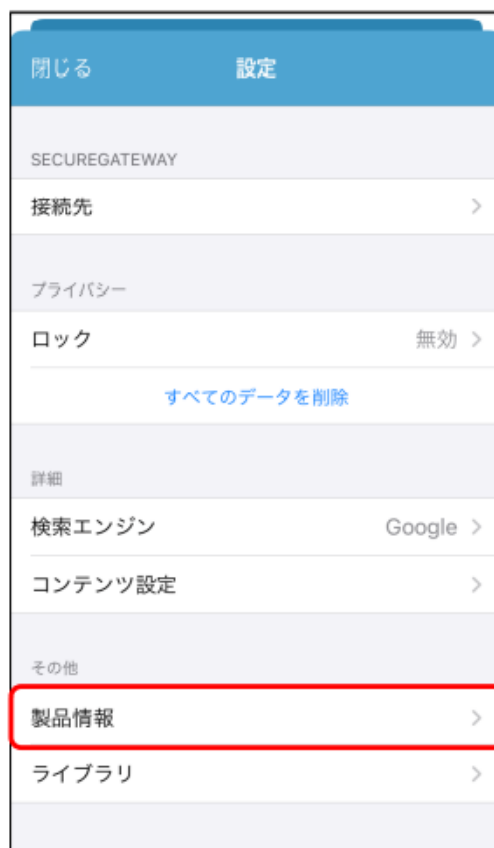 閉じる 設定
SECUREGATEWAY
接続先
プライバシー
ロック 無効
すべてのデータを削除
詳細
検索エンジン Google
コンテンツ設定
その他
製品情報
ライブラリ